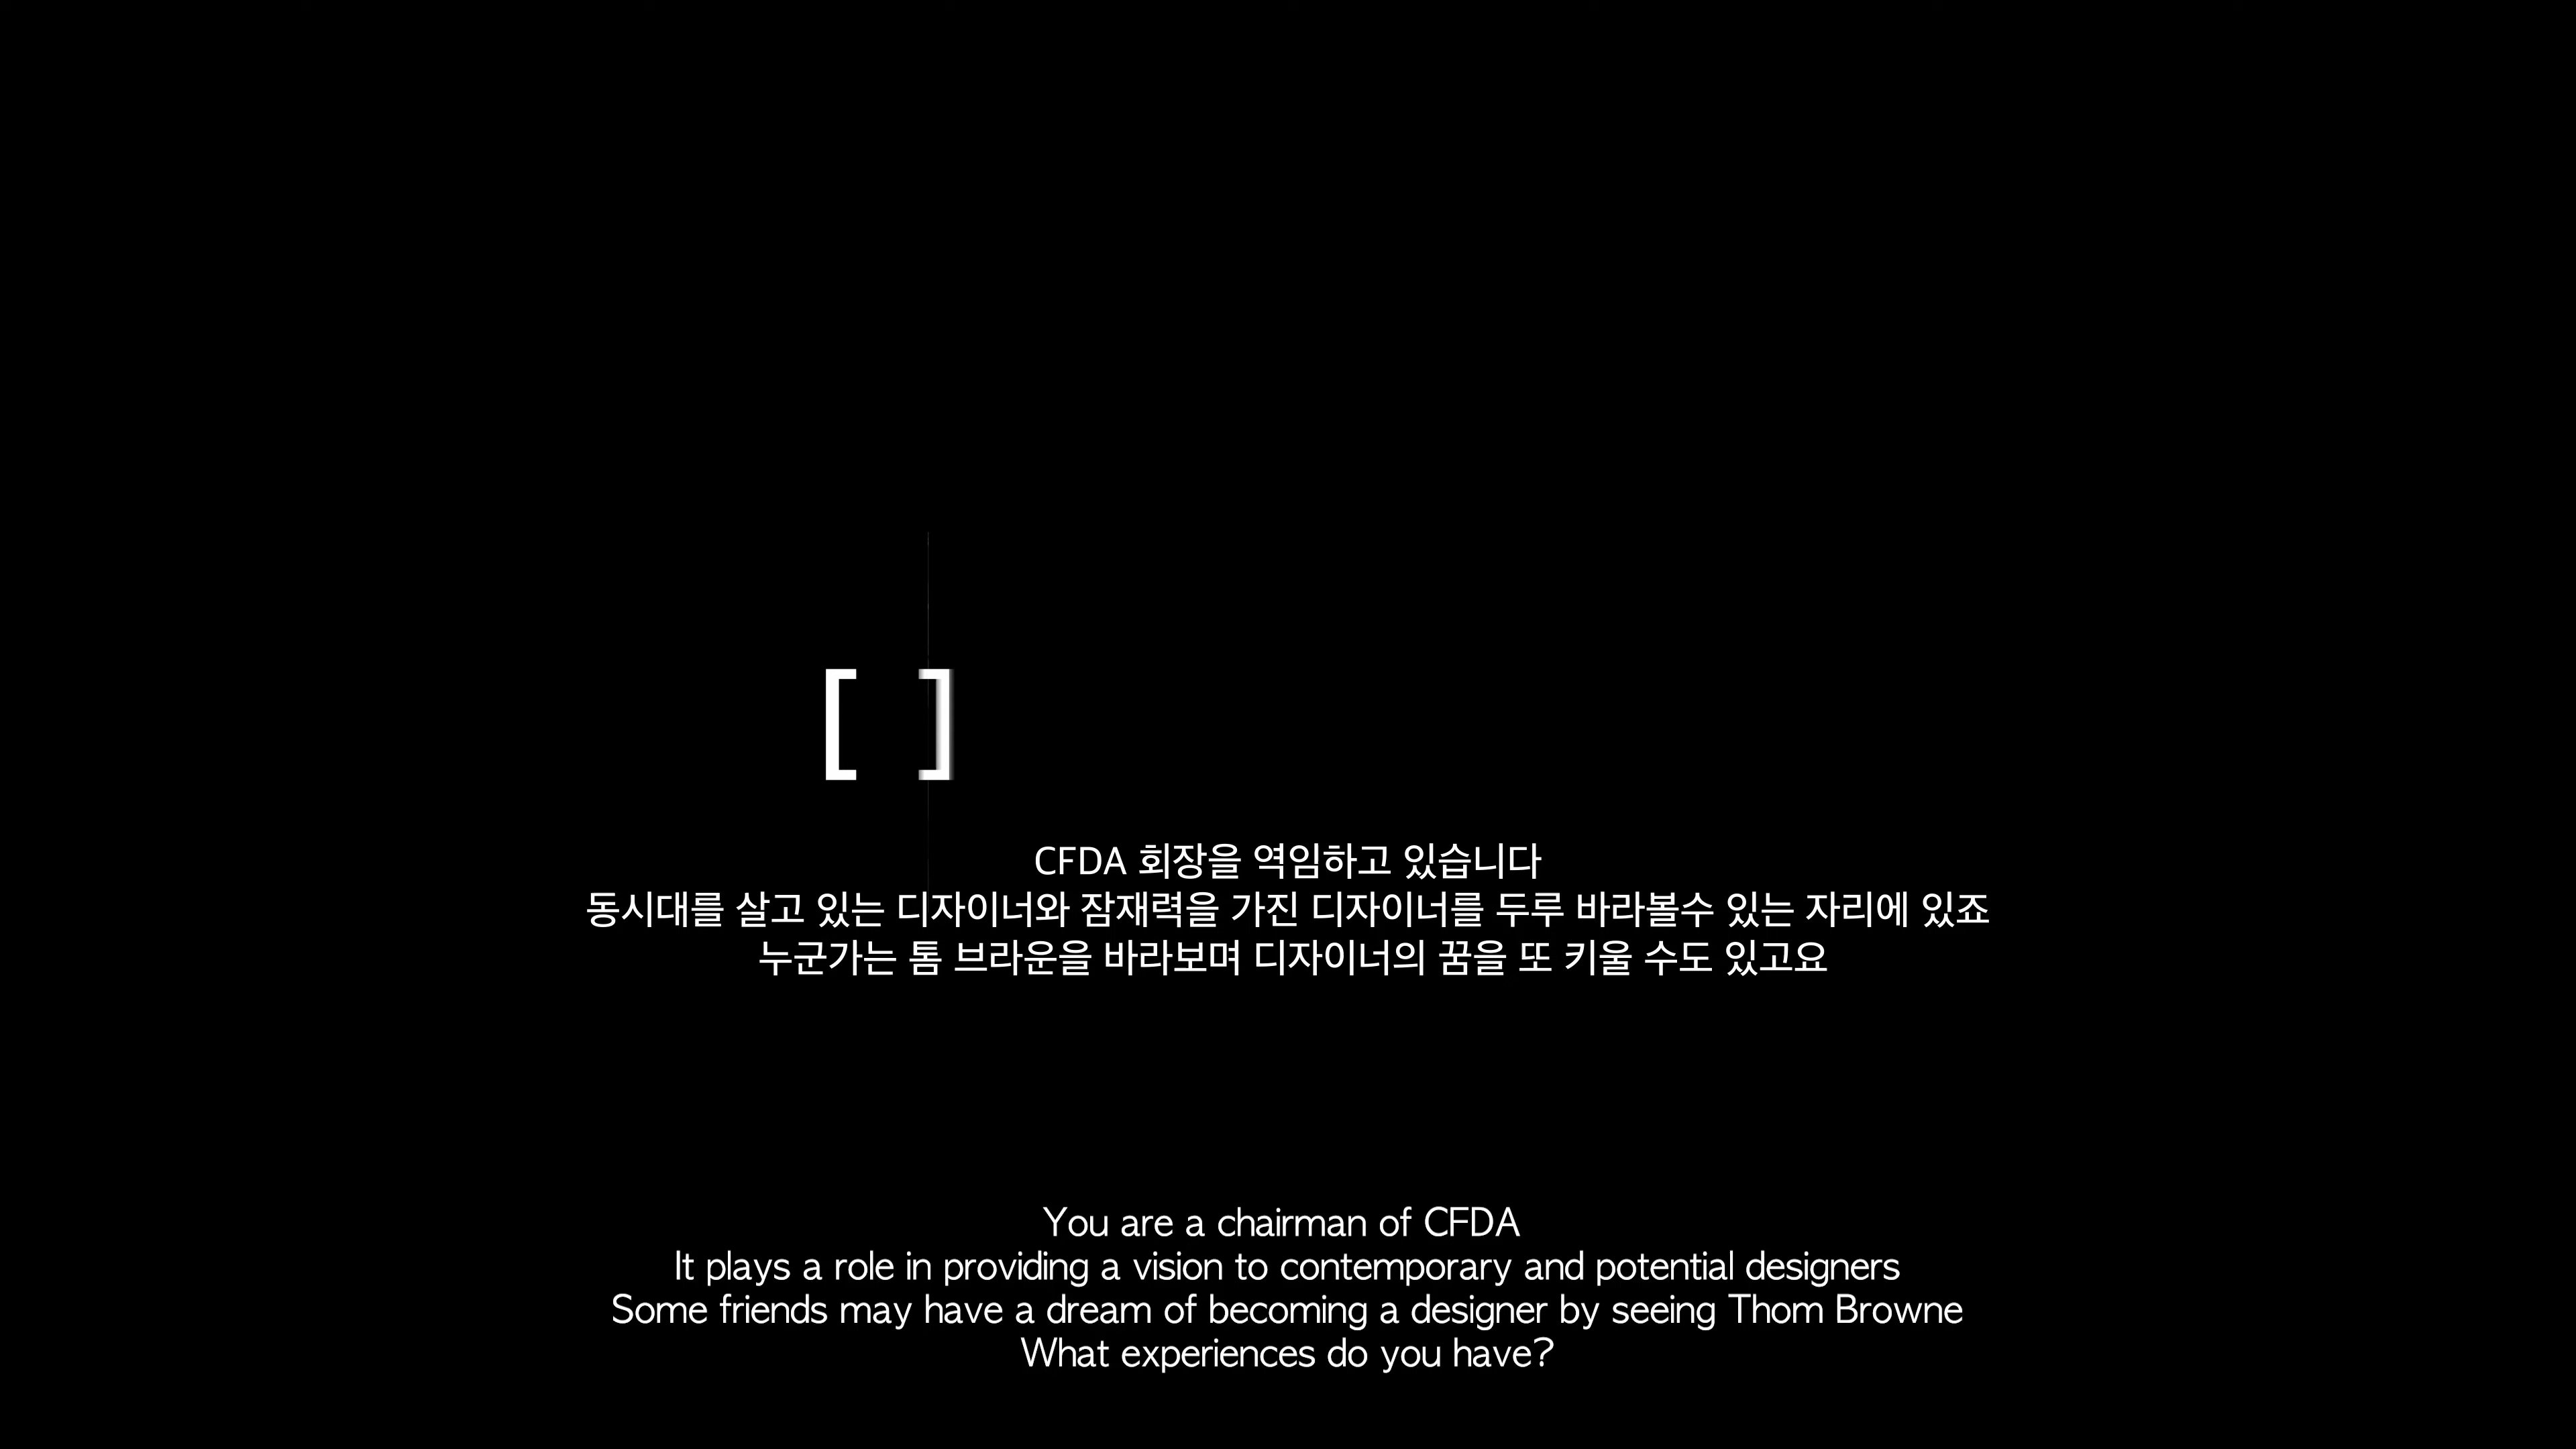 [ ]
CFDA 회장을 역임하고 있습니다
동시대를 살고 있는 디자이너와 잠재력을 가진 디자이너를 두루 바라볼수 있는 자리에 있죠
누군가는 톰 브라운을 바라보며 디자이너의 꿈을 또 키울 수도 있고요
You are a chairman of CFDA
It plays a role in providing a vision to contemporary and potential designers
Some friends may have a dream of becoming a designer by seeing Thom Browne
What experiences do you have?